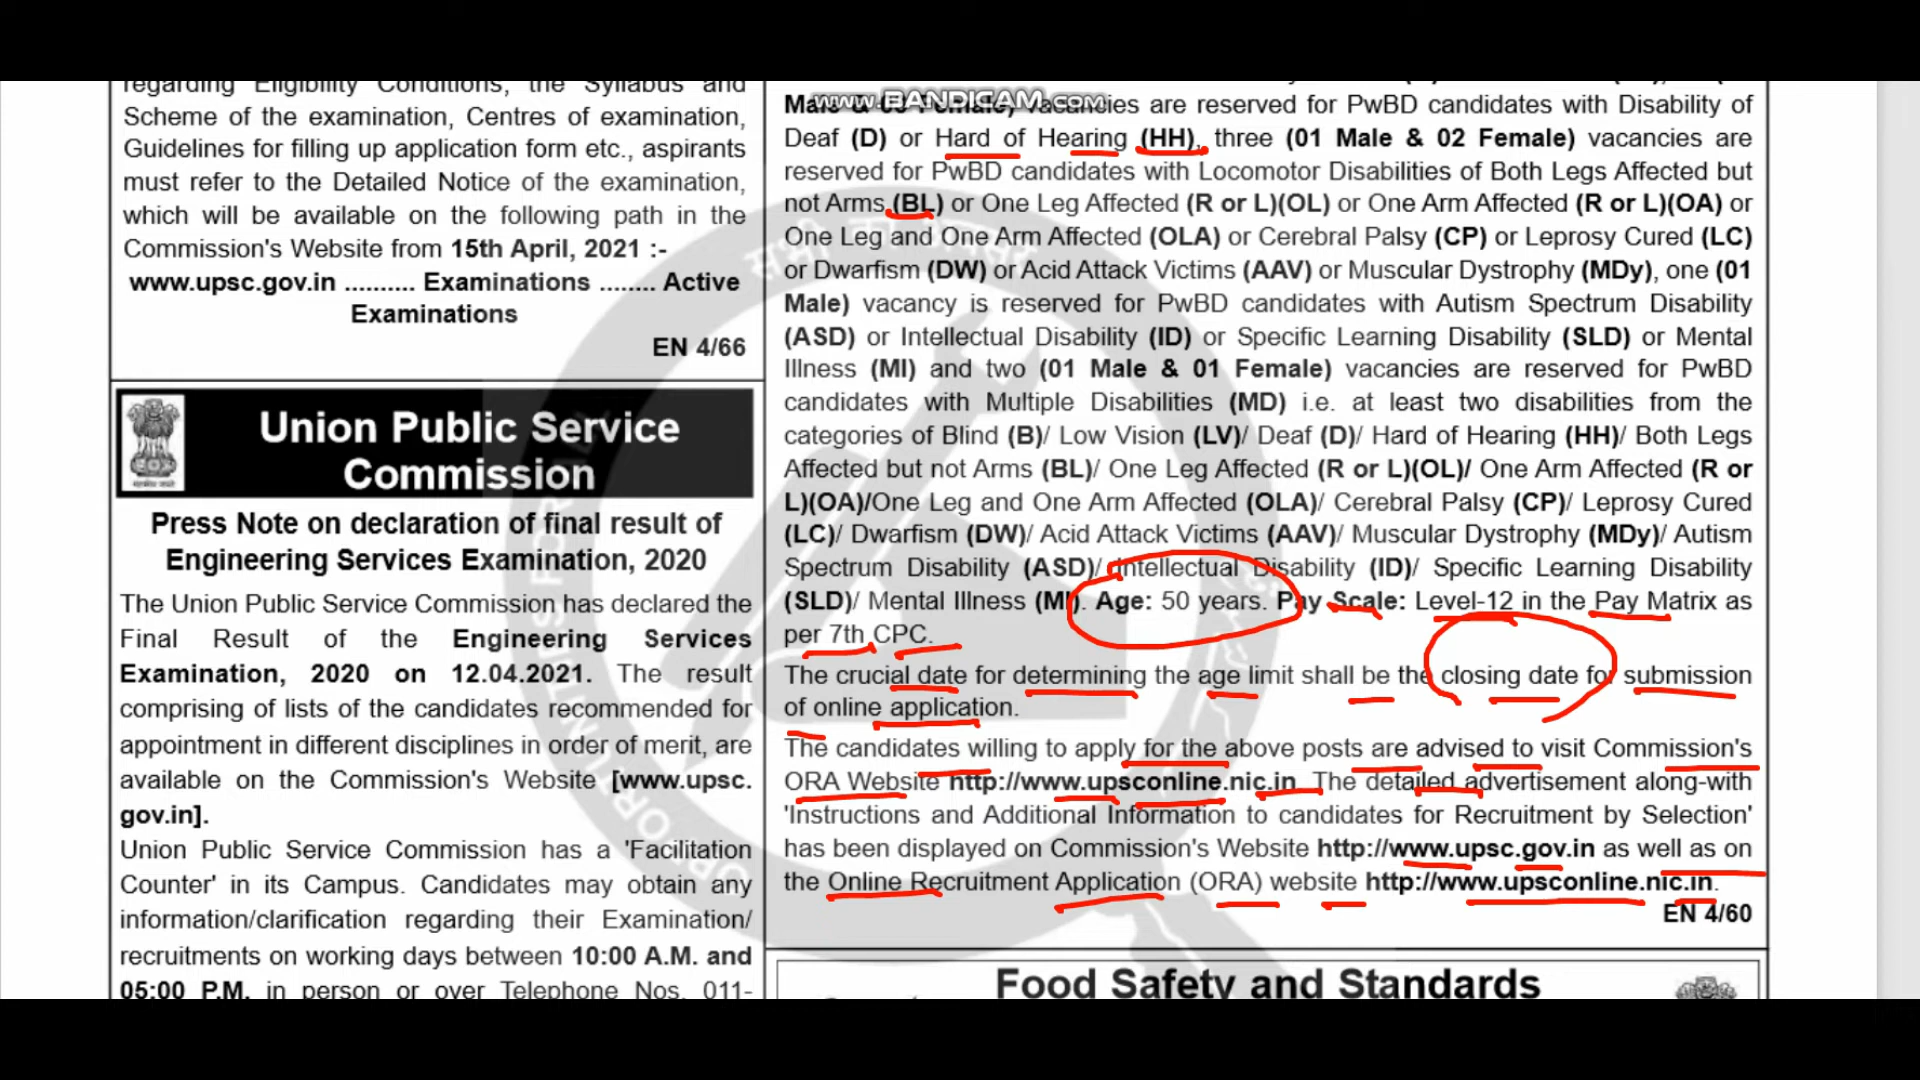 regarding Eligibility Conditions, the Syllabus and
Scheme of the examination, Centres of examination,
Guidelines for filling up application form etc., aspirants
must refer to the Detailed Notice of the examination,
which will be available on the following path in the
Commission's Website from 15th April, 2021 :-
www.upsc.gov.in .......... Examinations ........ Active
Examinations
EN 4/66
Union Public Service
Commission
Press Note on declaration of final result of
Engineering Services Examination, 2020
The Union Public Service Commission has declared the
Final Result of the Engineering Services
Examination, 2020 on 12.04.2021. The result
comprising of lists of the candidates recommended for
appointment in different disciplines in order of merit, are
available on the Commission's Website [www.upsc.
gov.in].
Union Public Service Commission has a 'Facilitation
Counter' in its Campus. Candidates may obtain any
information/clarification regarding their Examination/
recruitments on working days between 10:00 A.M. and
05:00 P.M. in person or over Telephone Nos. 011-
www.BANDICAM.com
Male & 03 Female) vacancies are reserved for PwBD candidates with Disability of
Deaf (D) or Hard of Hearing (HH), three (01 Male & 02 Female) vacancies are
reserved for PwBD candidates with Locomotor Disabilities of Both Legs Affected but
not Arms (BL) or One Leg Affected (R or L)(OL) or One Arm Affected (R or L)(OA) or
One Leg and One Arm Affected (OLA) or Cerebral Palsy (CP) or Leprosy Cured (LC)
or Dwarfism (DW) or Acid Attack Victims (AAV) or Muscular Dystrophy (MDy), one (01
Male) vacancy is reserved for PwBD candidates with Autism Spectrum Disability
(ASD) or Intellectual Disability (ID) or Specific Learning Disability (SLD) or Mental
Illness (MI) and two (01 Male & 01 Female) vacancies are reserved for PwBD
candidates with Multiple Disabilities (MD) i.e. at least two disabilities from the
categories of Blind (B)/ Low Vision (LV)/ Deaf (D)/ Hard of Hearing (HH)/ Both Legs
Affected but not Arms (BL)/ One Leg Affected (R or L)(OL)/ One Arm Affected (R or
L)(OA)/One Leg and One Arm Affected (OLA)/ Cerebral Palsy (CP)/ Leprosy Cured
(LC)/ Dwarfism (DW)/ Acid Attack Victims (AAV)/ Muscular Dystrophy (MDy)/ Autism
Spectrum Disability (ASD)/ Intellectual Disability (ID)/ Specific Learning Disability
(SLD)/ Mental Illness (MI). Age: 50 years. Pay Scale: Level-12 in the Pay Matrix as
per 7th CPC.
The crucial date for determining the age limit shall be the closing date for submission
of online application.
The candidates willing to apply for the above posts are advised to visit Commission's
ORA Website http://www.upsconline.nic.in. The detailed advertisement along-with
'Instructions and Additional Information to candidates for Recruitment by Selection'
has been displayed on Commission's Website http://www.upsc.gov.in as well as on
the Online Recruitment Application (ORA) website http://www.upsconline.nic.in.
EN 4/60
Food Safety and Standards